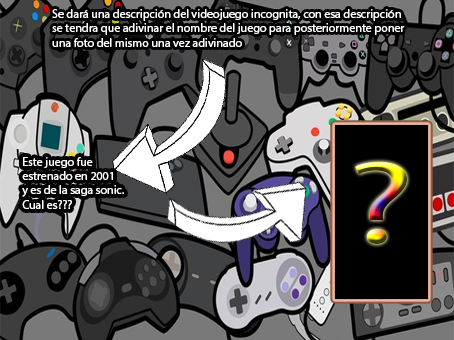 Se dará una descripción del videojuego incognita, con esa descripción
se tendra que adivinar el nombre del juego para posteriormente poner
una foto del mismo una vez adivinado
Este juego fue
estrenado en 2001
y es de la saga sonic.
Cual es???
?